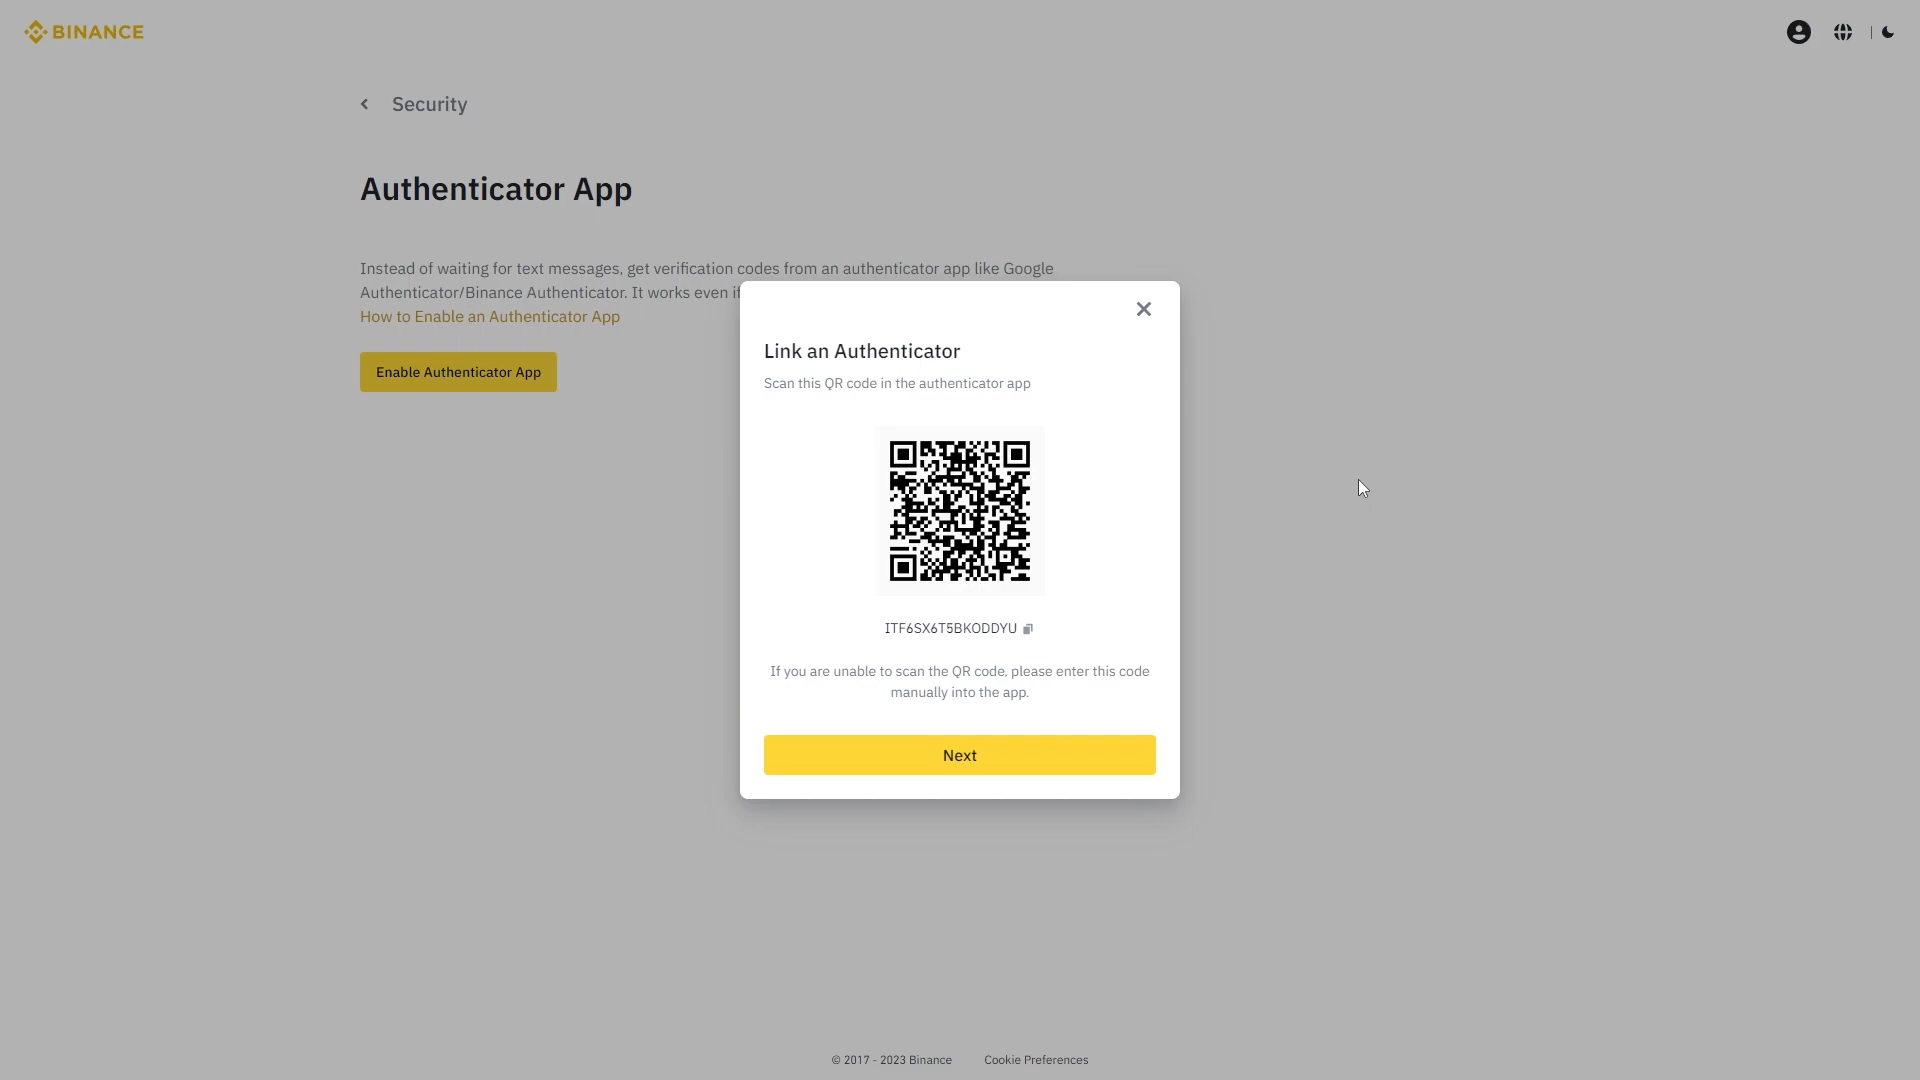 BINANCE
Security
Authenticator App
Instead of waiting for text messages, get verification codes from an authenticator app like Google
Authenticator/Binance Authenticator. It works even if
How to Enable an Authenticator App
Enable Authenticator App
Link an Authenticator
Scan this QR code in the authenticator app
ITF6SX6T5BKODDYU
If you are unable to scan the QR code, please enter this code
manually into the app.
Next
© 2017 - 2023 Binance
Cookie Preferences